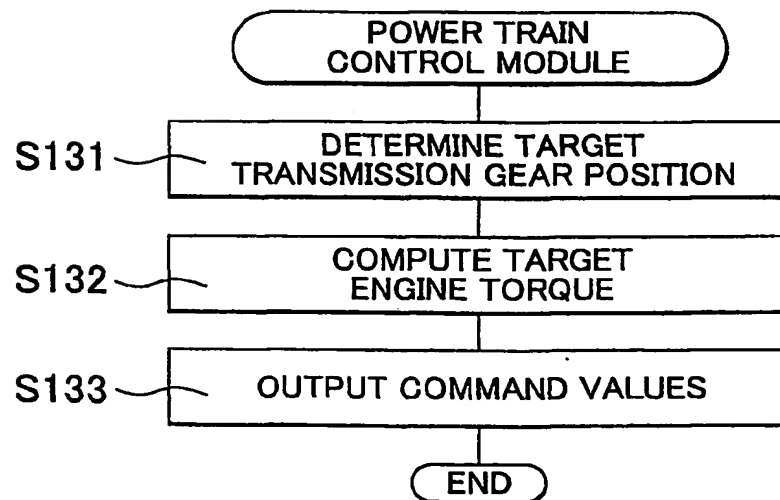 POWER TRAIN
CONTROL MODULE
S131
DETERMINE TARGET
TRANSMISSION GEAR POSITION
S132
COMPUTE TARGET
ENGINE TORQUE
S133
OUTPUT COMMAND VALUES
END